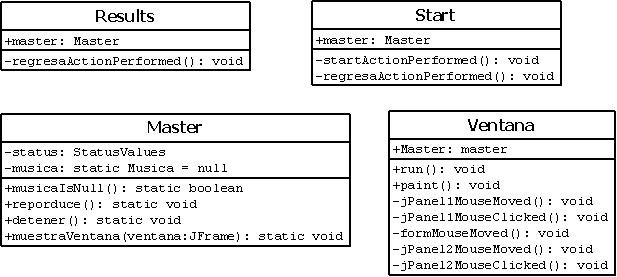 Results
+master: Master
-regresaActionPerformed(): void
Start
+master: Master
-startActionPerformed(): void
-regresaActionPerformed(): void
Master
-status: StatusValues
-musica: static Musica = null
+musicaIsNull(): static boolean
+reporduce(): static void
+detener(): static void
+muestraVentana(ventana:JFrame): static void
Ventana
+Master: master
+run(): void
+paint(): void
-jPanel1MouseMoved(): void
-jPanel1MouseClicked(): void
-formMouseMoved(): void
-jPanel2MouseMoved(): void
-jPanel2MouseClicked(): void